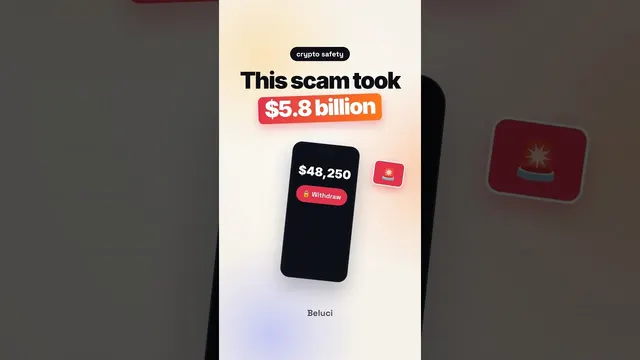 crypto safety
This scam took
$5.8 billion
$48,250
🔒 Withdraw
Beluci